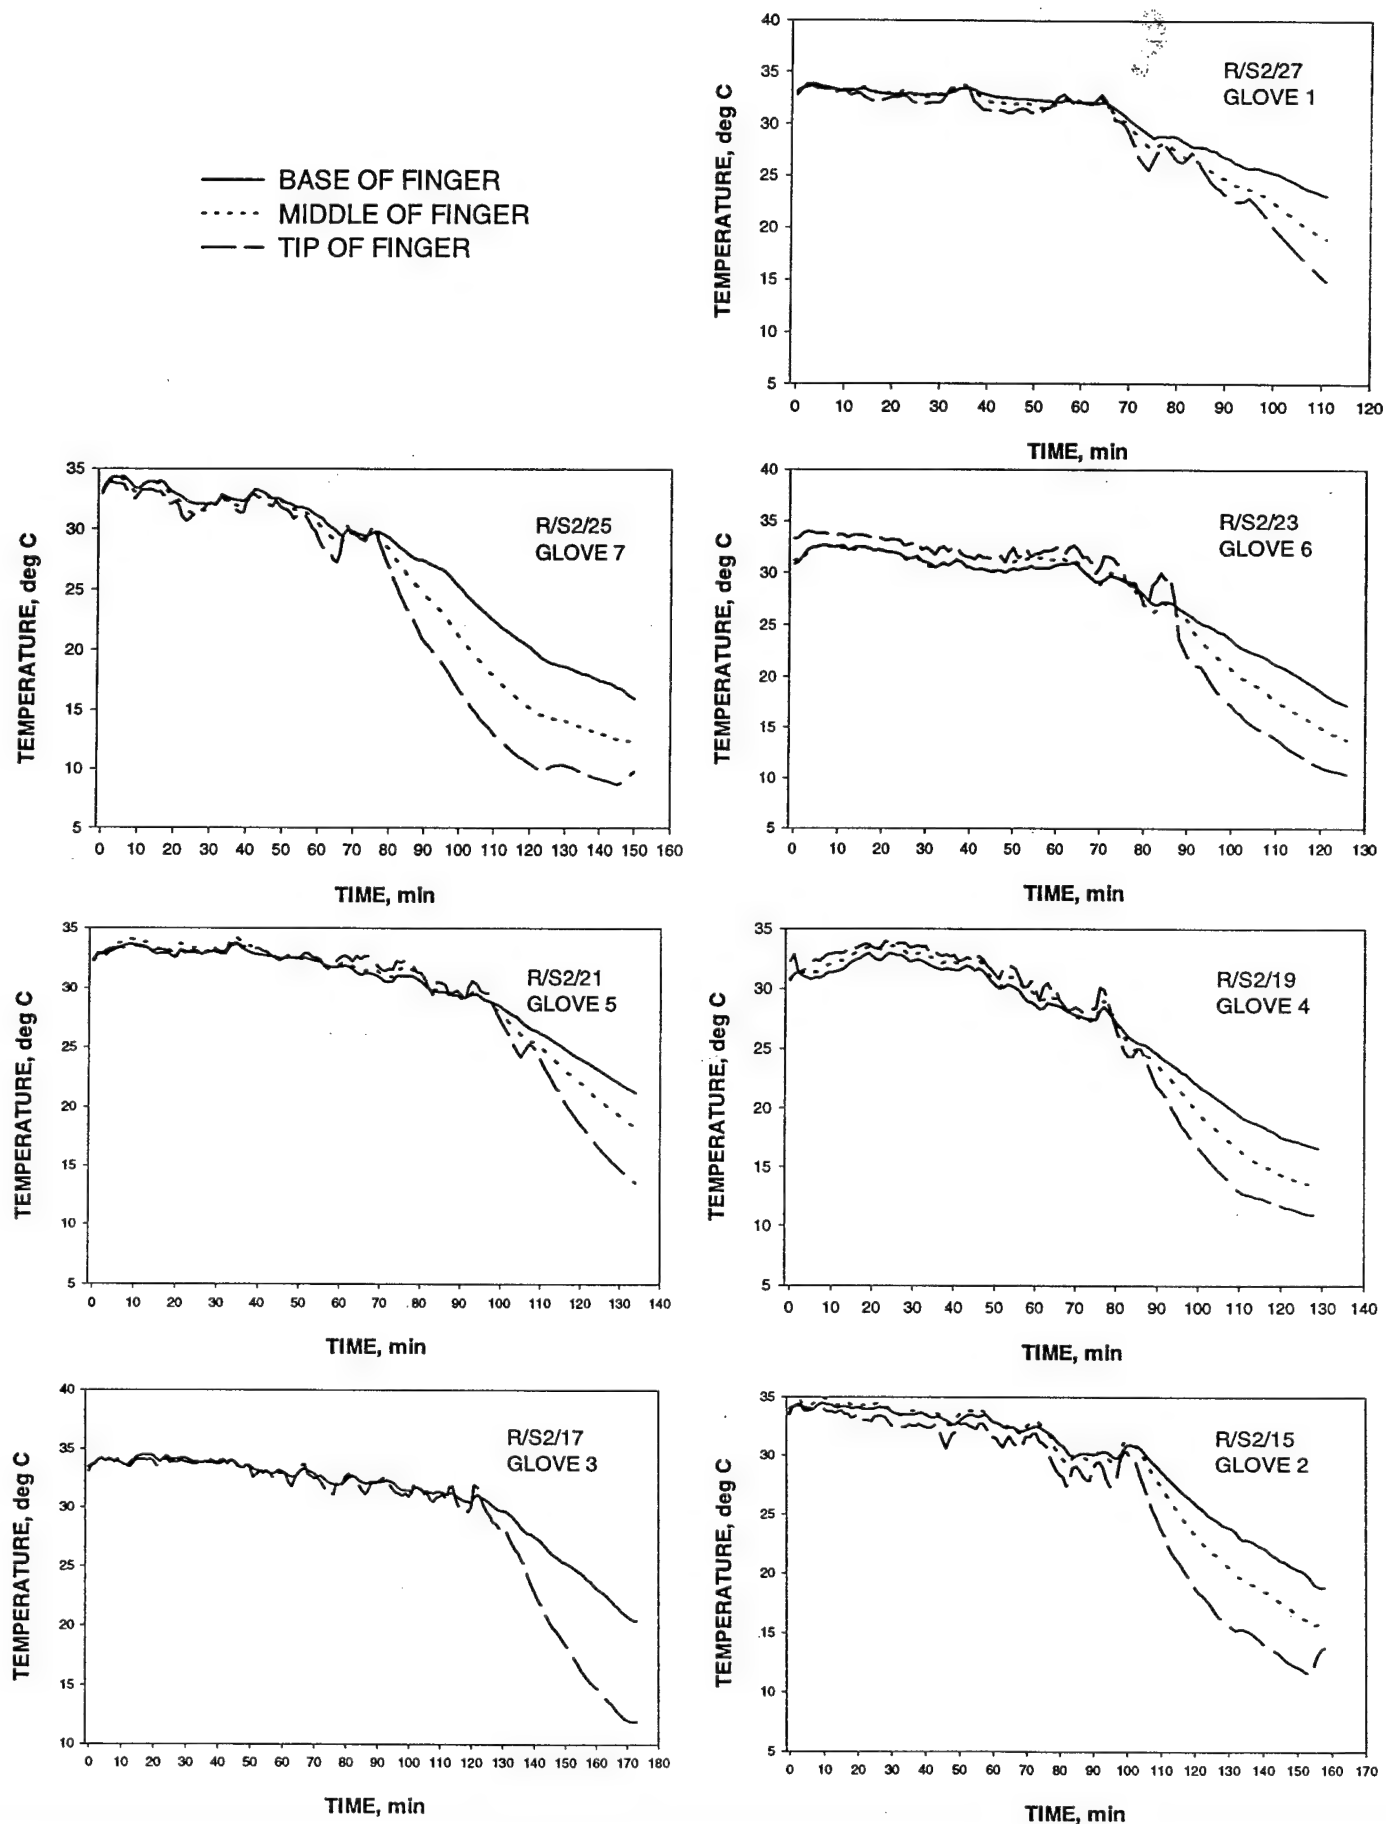 BASE OF FINGER
MIDDLE OF FINGER
TIP OF FINGER
TEMPERATURE, deg C
40
35
30
25
20
15
10
5
R/S2/27
GLOVE 1
0 10 20 30 40 50 60 70 80 90 100 110 120
TIME, min
TEMPERATURE, deg C
35
30
25
20
15
10
5
R/S2/25
GLOVE 7
0 10 20 30 40 50 60 70 80 90 100 110 120 130 140 150 160
TIME, min
TEMPERATURE, deg C
40
35
30
25
20
15
10
5
R/S2/23
GLOVE 6
0 10 20 30 40 50 60 70 80 90 100 110 120 130
TIME, min
TEMPERATURE, deg C
35
30
25
20
15
10
5
R/S2/21
GLOVE 5
0 10 20 30 40 50 60 70 80 90 100 110 120 130 140
TIME, min
TEMPERATURE, deg C
35
30
25
20
15
10
5
R/S2/19
GLOVE 4
0 10 20 30 40 50 60 70 80 90 100 110 120 130 140
TIME, min
TEMPERATURE, deg C
40
35
30
25
20
15
10
R/S2/17
GLOVE 3
0 10 20 30 40 50 60 70 80 90 100 110 120 130 140 150 160 170 180
TIME, min
TEMPERATURE, deg C
35
30
25
20
15
10
5
R/S2/15
GLOVE 2
0 10 20 30 40 50 60 70 80 90 100 110 120 130 140 150 160 170
TIME, min